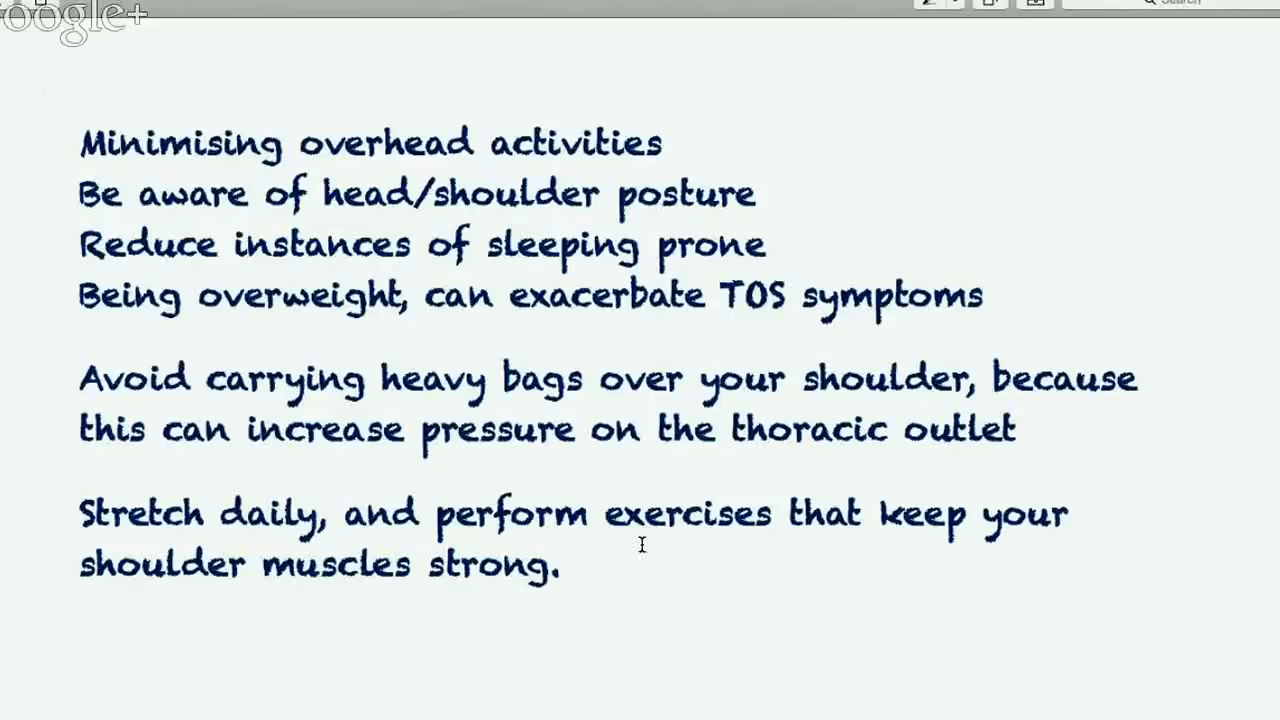 oogle+
Search
Minimising overhead activities
Be aware of head/shoulder posture
Reduce instances of sleeping prone
Being overweight, can exacerbate TOS symptoms
Avoid carrying heavy bags over your shoulder, because
this can increase pressure on the thoracic outlet
Stretch daily, and perform exercises that keep your
shoulder muscles strong.